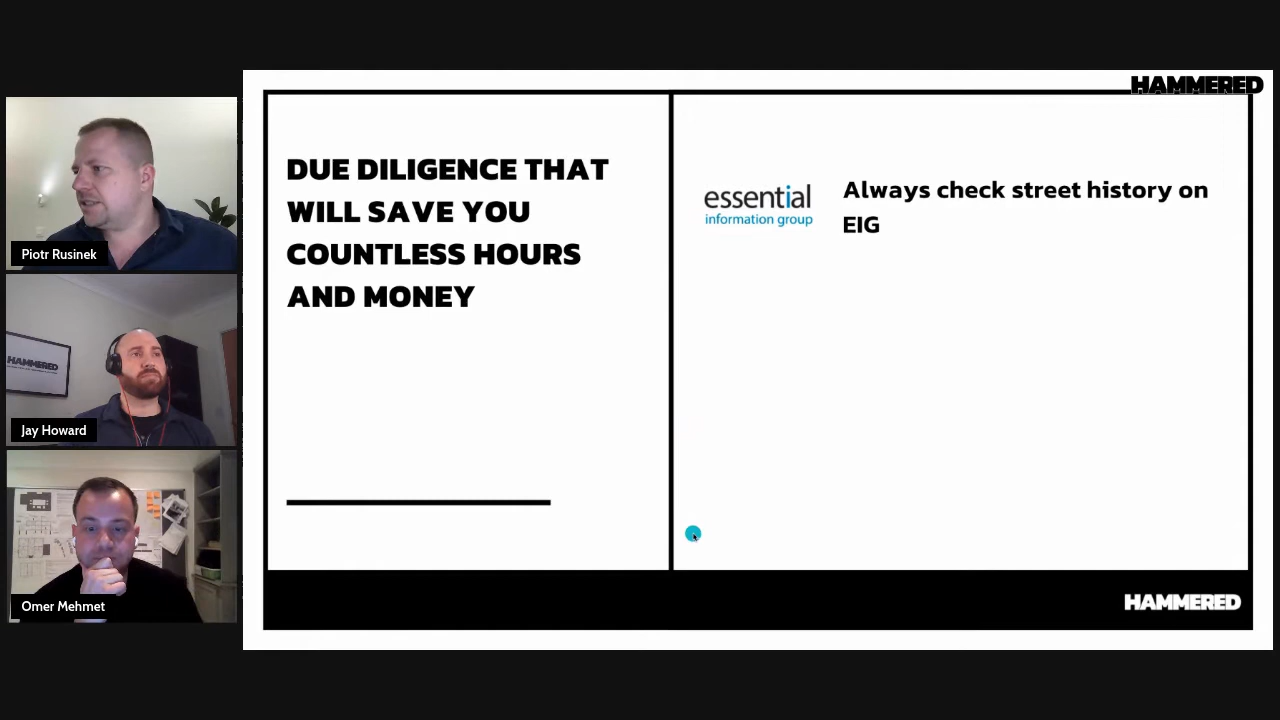 HAMMERED
DUE DILIGENCE THAT
WILL SAVE YOU
COUNTLESS HOURS
AND MONEY
essential
information group
Always check street history on
EIG
HAMMERED
Piotr Rusinek
HAMMERED
Jay Howard
Omer Mehmet